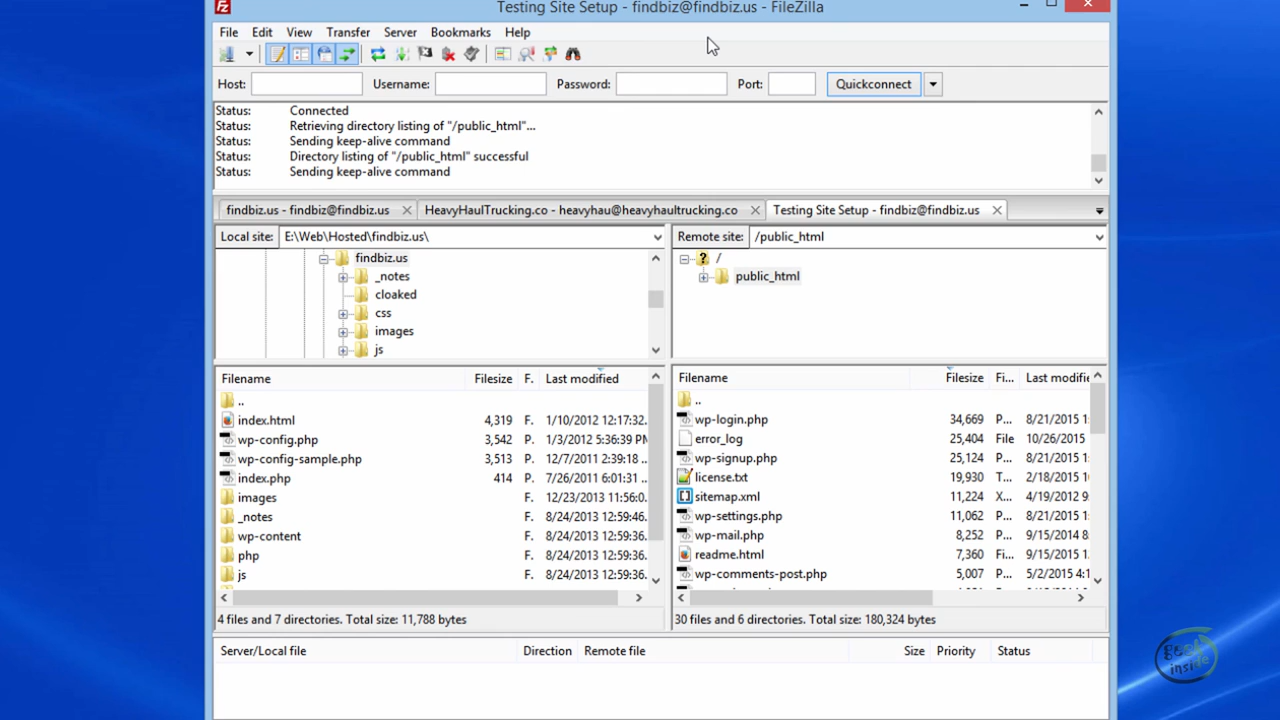 Testing Site Setup - findbiz@findbiz.us - FileZilla
File Edit View Transfer Server Bookmarks Help
Host: Username: Password: Port: Quickconnect
Status: Connected
Status: Retrieving directory listing of "/public_html"...
Status: Sending keep-alive command
Status: Directory listing of "/public_html" successful
Status: Sending keep-alive command
findbiz.us - findbiz@findbiz.us HeavyHaulTrucking.co - heavyhau@heavyhaultrucking.co Testing Site Setup - findbiz@findbiz.us
Local site: E:\Web\Hosted\findbiz.us\
findbiz.us
_notes
cloaked
css
images
js
Remote site: /public_html
/
public_html
Filename Filesize F. Last modified
..
index.html 4,319 F. 1/10/2012 12:17:32.
wp-config.php 3,542 P. 1/3/2012 5:36:39 PM
wp-config-sample.php 3,513 P. 12/7/2011 2:39:18
index.php 414 P. 7/26/2011 6:01:31
images F. 12/23/2013 11:56:0.
_notes F. 8/24/2013 12:59:46.
wp-content F. 8/24/2013 12:59:36.
php F. 8/24/2013 12:59:36.
js F. 8/24/2013 12:59:36.
4 files and 7 directories. Total size: 11,788 bytes
Filename Filesize Fi... Last modifie
..
wp-login.php 34,669 P... 8/21/2015 1:
error_log 25,404 File 10/26/2015
wp-signup.php 25,124 P... 8/21/2015 1:
license.txt 19,930 T... 2/18/2015 1
sitemap.xml 11,224 X... 4/19/2012 9:
wp-settings.php 11,062 P... 8/21/2015 1:
wp-mail.php 8,252 P... 9/15/2014 8:
readme.html 7,360 Fi... 9/15/2015 1:
wp-comments-post.php 5,007 P... 5/2/2015 4:1
30 files and 6 directories. Total size: 180,324 bytes
Server/Local file Direction Remote file Size Priority Status
geek
inside